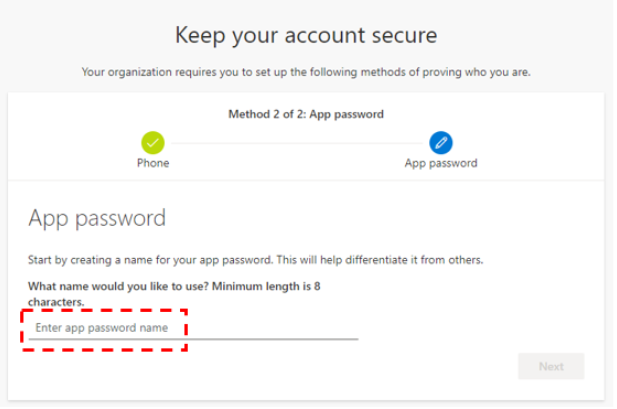 Keep your account secure
Your organization requires you to set up the following methods of proving who you are.
Method 2 of 2: App password
Phone
App password
App password
Start by creating a name for your app password. This will help differentiate it from others.
What name would you like to use? Minimum length is 8
characters.
Enter app password name
Next